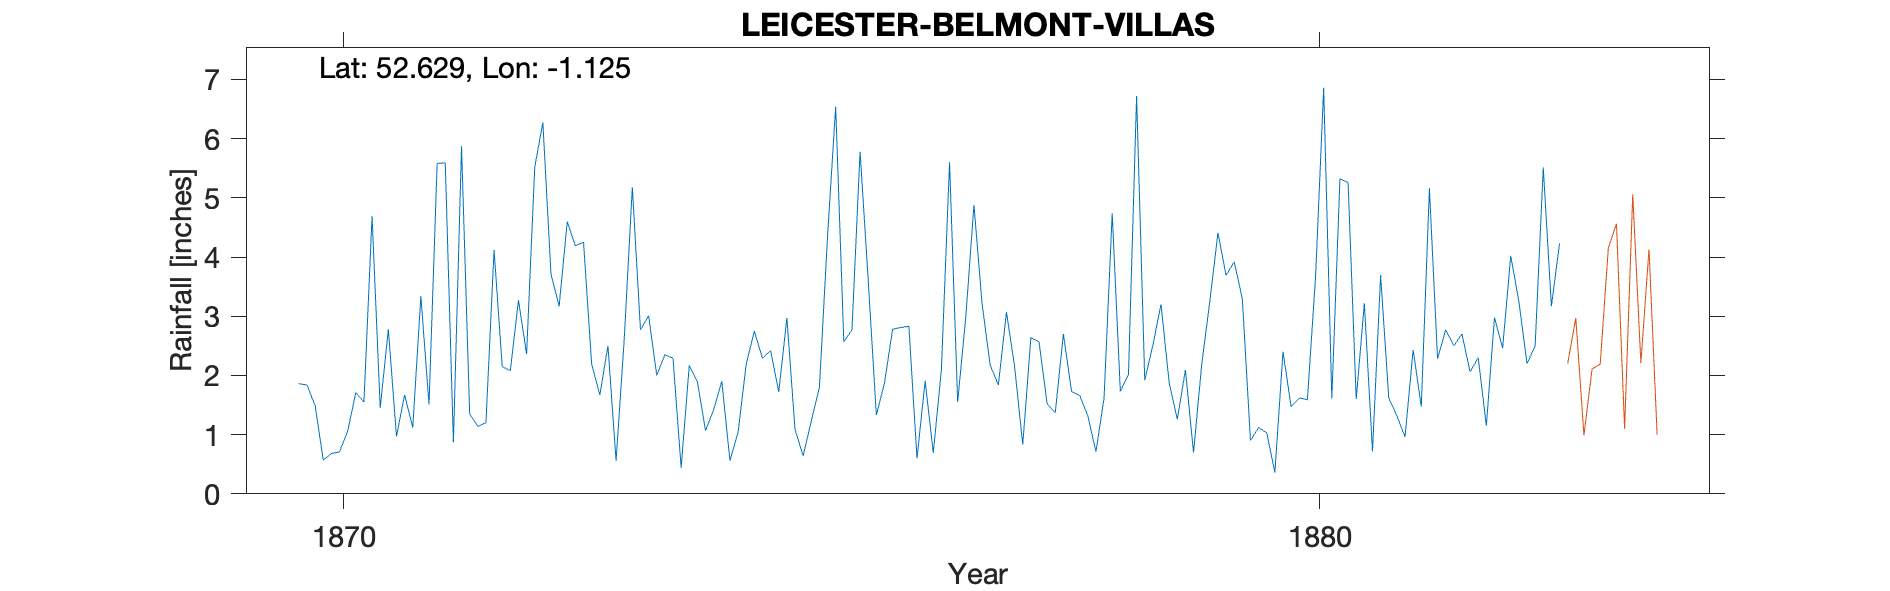 LEICESTER-BELMONT-VILLAS
Lat: 52.629, Lon: -1.125
7
6
5
4
3
2
1
0
Rainfall [inches]
1870
1880
Year